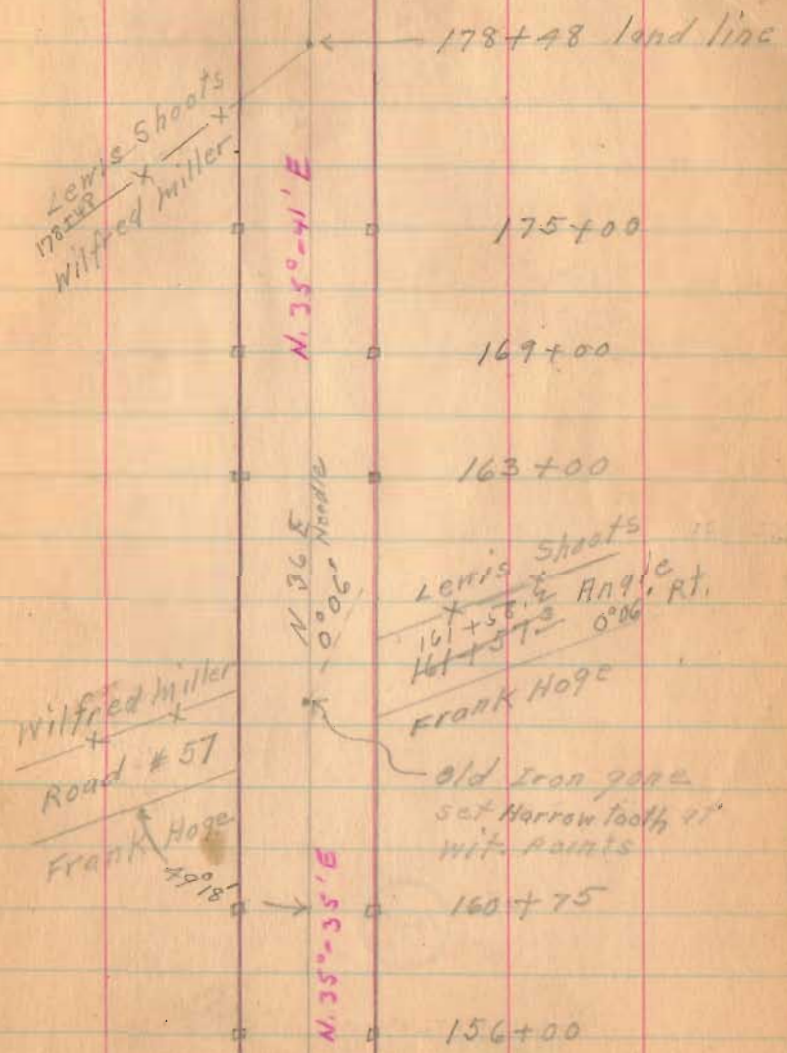 178+48 land line
Lewis Shoots
178+48
Wilfred Miller
N. 35°-41' E
175+00
169+00
163+00
N 36 E
0°06' Needle
Lewis Shoots
161+58.4
Angle
161+57.3
0°06' Rt.
Frank Hoge
Wilfred Miller
Road #57
Frank Hoge
79°18'
Old Iron gone
set Harrow tooth at
wit. Points
160+75
N. 35°-35' E
156+00